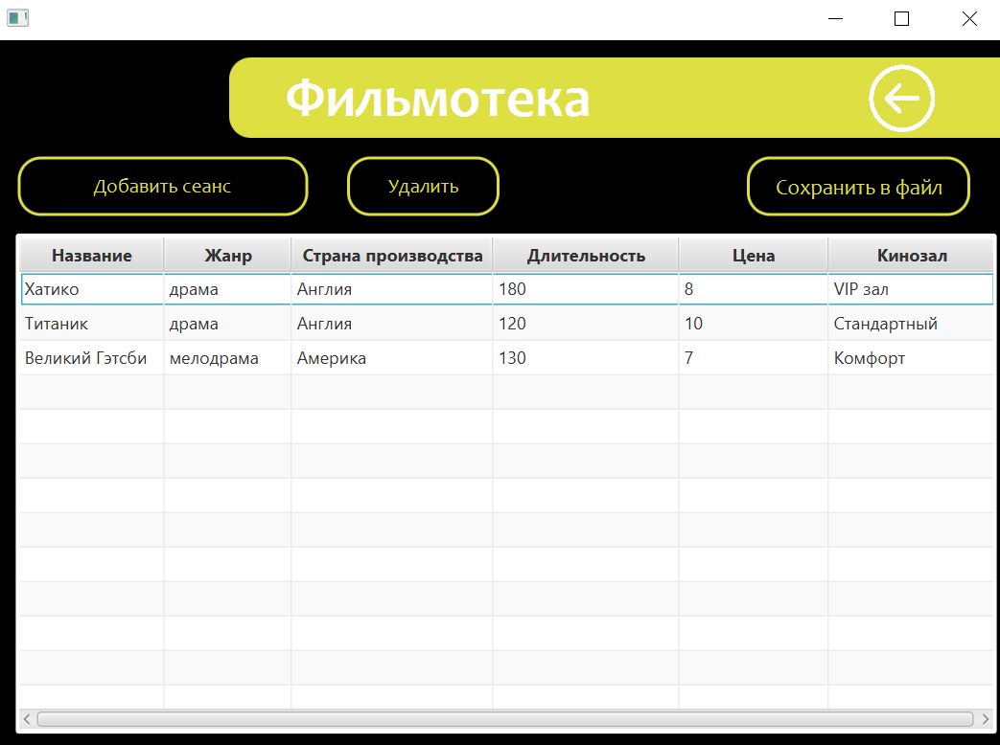 Фильмотека
Добавить сеанс Удалить Сохранить в файл
Название Жанр Страна производства Длительность Цена Кинозал
Хатико драма Англия 180 8 VIP зал
Титаник драма Англия 120 10 Стандартный
Великий Гэтсби мелодрама Америка 130 7 Комфорт